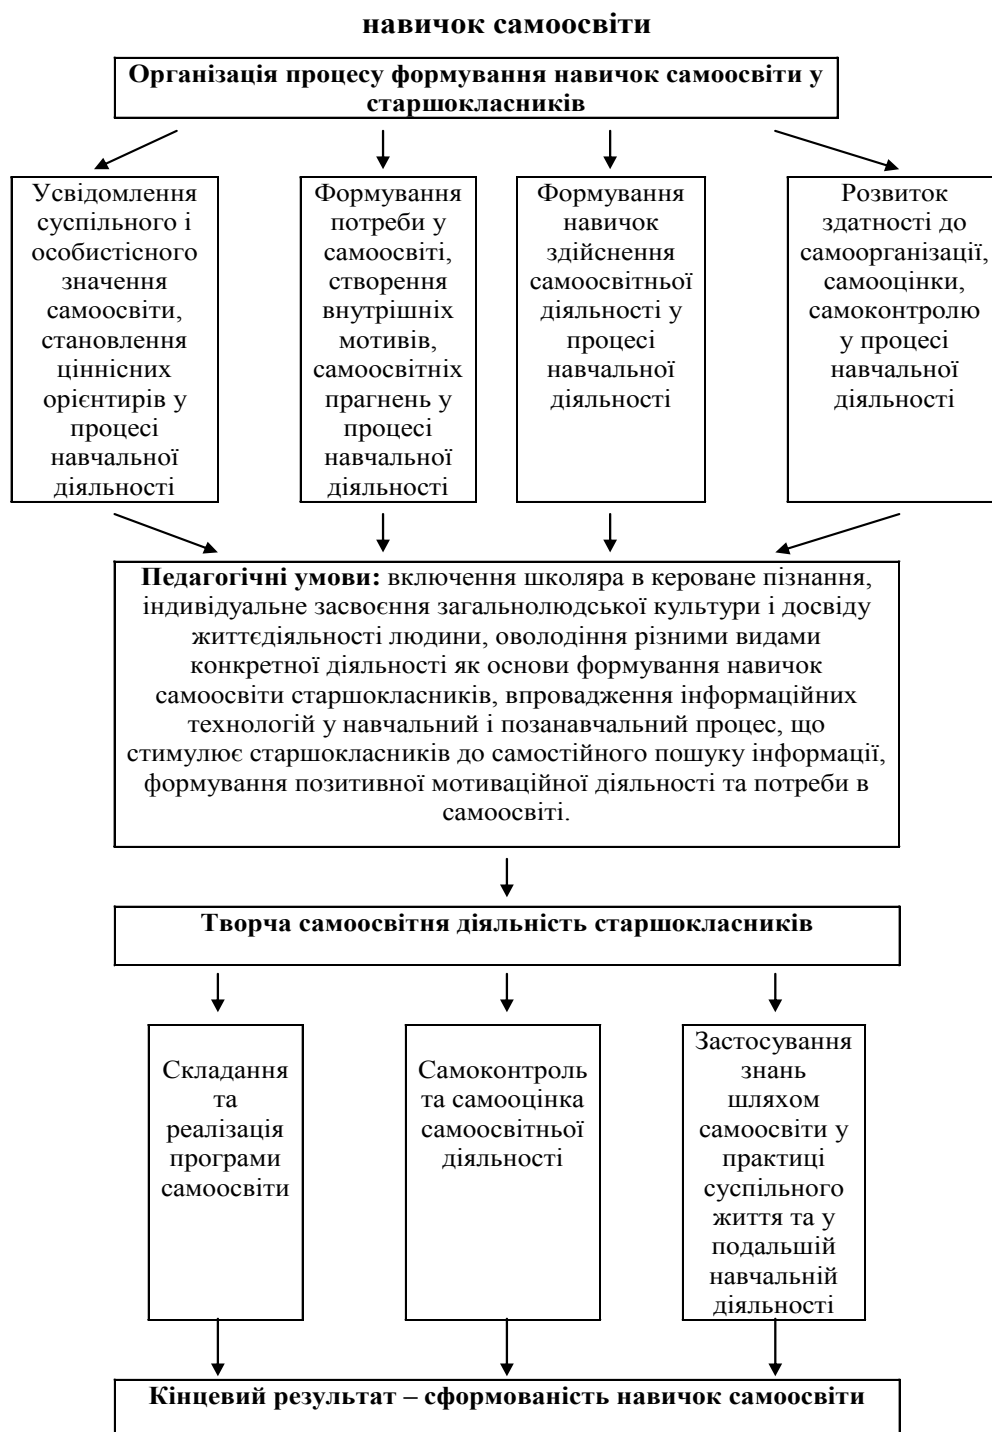 навичок самоосвіти
Організація процесу формування навичок самоосвіти у
старшокласників
Усвідомлення
суспільного і
особистісного
значення
самоосвіти,
становлення
ціннісних
орієнтирів у
процесі
навчальної
діяльності
Формування
потреби у
самоосвіті,
створення
внутрішніх
мотивів,
самоосвітніх
прагнень у
процесі
навчальної
діяльності
Формування
навичок
здійснення
самоосвітньої
діяльності у
процесі
навчальної
діяльності
Розвиток
здатності до
самоорганізації,
самооцінки,
самоконтролю
у процесі
навчальної
діяльності
Педагогічні умови: включення школяра в кероване пізнання,
індивідуальне засвоєння загальнолюдської культури і досвіду
життєдіяльності людини, оволодіння різними видами
конкретної діяльності як основи формування навичок
самоосвіти старшокласників, впровадження інформаційних
технологій у навчальний і позанавчальний процес, що
стимулює старшокласників до самостійного пошуку інформації,
формування позитивної мотиваційної діяльності та потреби в
самоосвіті.
Творча самоосвітня діяльність старшокласників
Складання
та
реалізація
програми
самоосвіти
Самоконтроль
та самооцінка
самоосвітньої
діяльності
Застосування
знань
шляхом
самоосвіти у
практиці
суспільного
життя та у
подальшій
навчальній
діяльності
Кінцевий результат – сформованість навичок самоосвіти